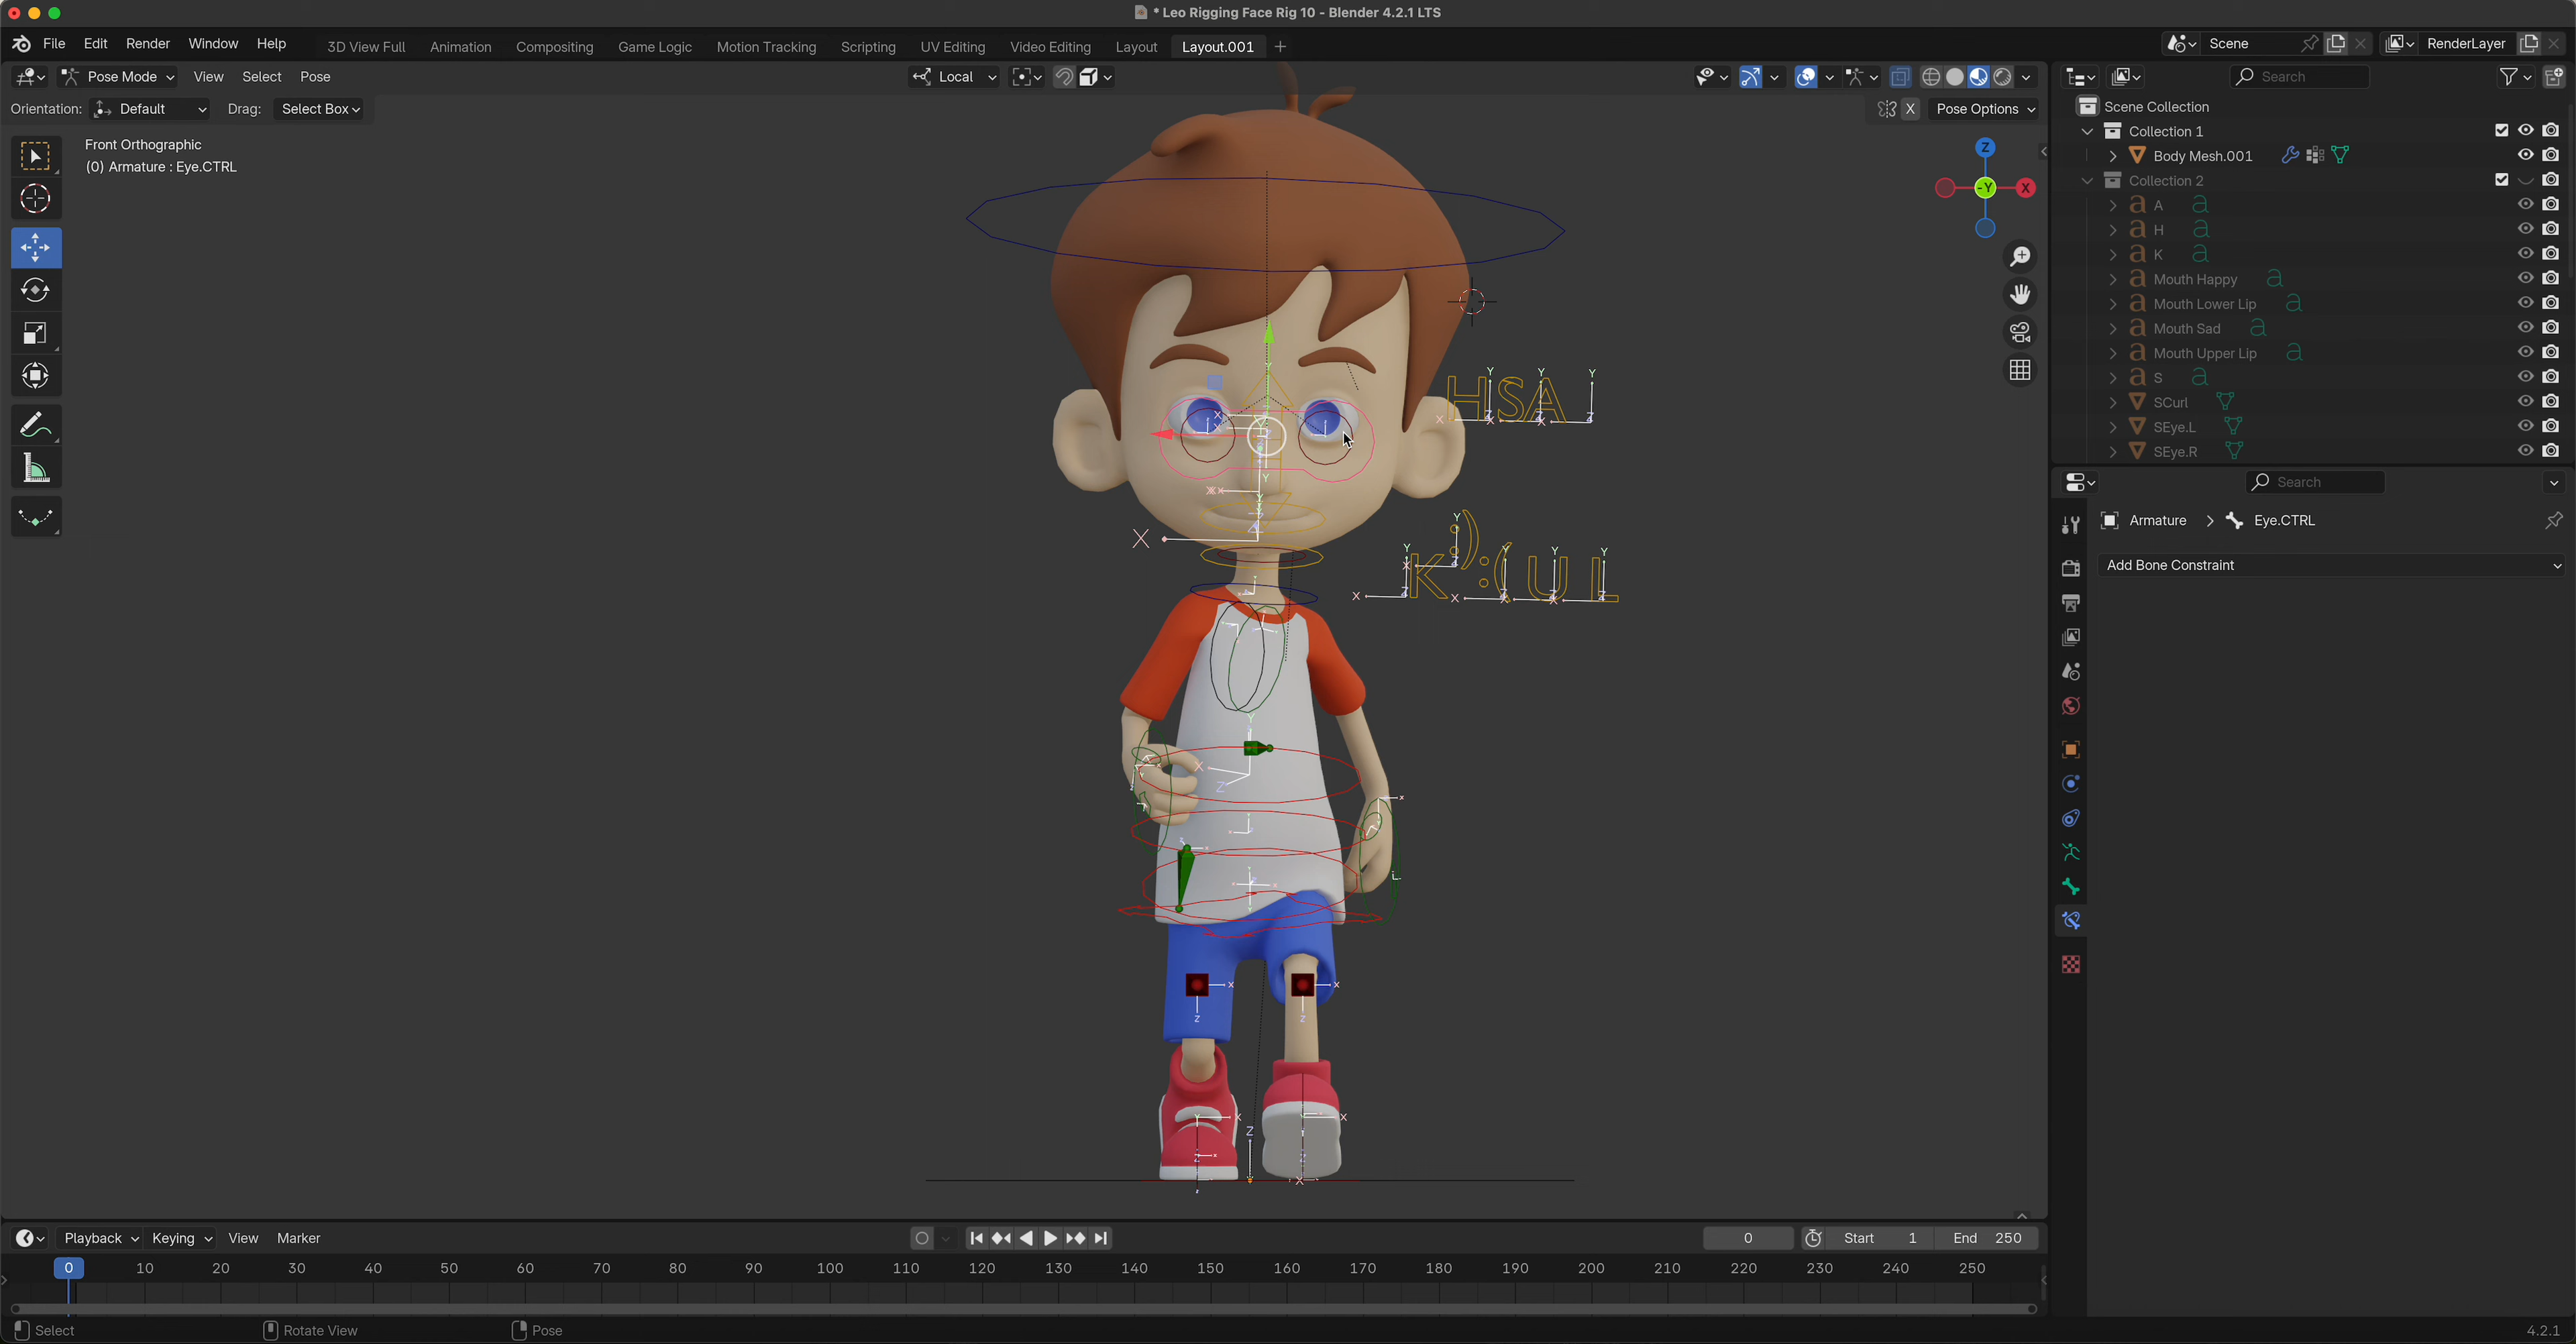 * Leo Rigging Face Rig 10 - Blender 4.2.1 LTS
File Edit Render Window Help 3D View Full Animation Compositing Game Logic Motion Tracking Scripting UV Editing Video Editing Layout Layout.001 + Scene RenderLayer
Pose Mode View Select Pose Local Search
Orientation: Default Drag: Select Box X Pose Options
Front Orthographic
(0) Armature : Eye.CTRL
Z
-Y X
Scene Collection
Collection 1
Body Mesh.001
Collection 2
A
H
K
Mouth Happy
Mouth Lower Lip
Mouth Sad
Mouth Upper Lip
S
SCurl
SEye.L
SEye.R
HSA
K :) :( U L
Search
Armature > Eye.CTRL
Add Bone Constraint
Playback Keying View Marker 0 Start 1 End 250
0 10 20 30 40 50 60 70 80 90 100 110 120 130 140 150 160 170 180 190 200 210 220 230 240 250
Select Rotate View Pose 4.2.1